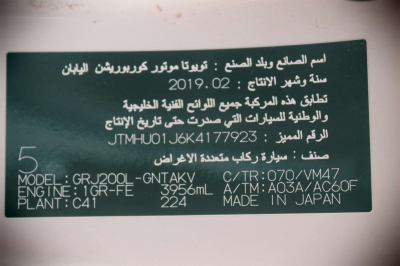 اسم الصانع وبلد الصنع : تويوتا موتور كوربوريشن اليابان
سنة وشهر الانتاج : 2019.02
تطابق هذه المركبة جميع اللوائح الفنية الخليجية
والوطنية للسيارات التي صدرت حتى تاريخ الإنتاج
الرقم المميز : JTMHU01J6K4177923
صنف : سيارة ركاب متعددة الاغراض
5
MODEL: GRJ200L-GNTAKV C/TR: 070/VM47
ENGINE: 1GR-FE 3956mL A/TM: A03A/AC60F
PLANT: C41 224 MADE IN JAPAN